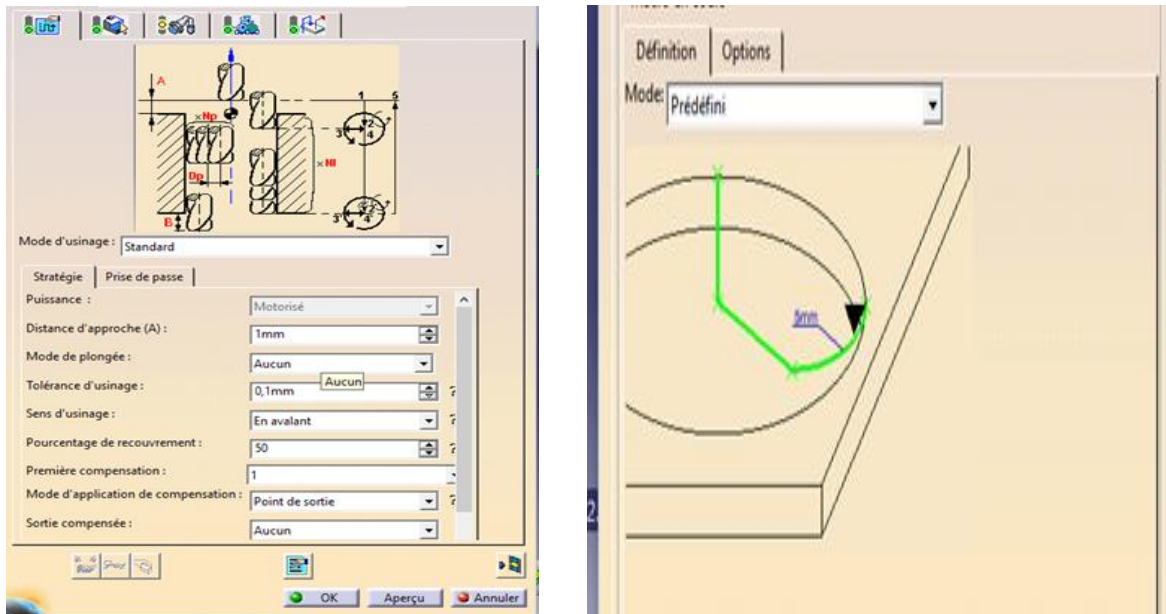 A
1
5
×Np
2
3
4
×Nl
Dp
B
3
4
Mode d'usinage : Standard
Stratégie
Prise de passe
Puissance : Motorisé
Distance d'approche (A) : 1mm
Mode de plongée : Aucun
Aucun
Tolérance d'usinage : 0,1mm ?
Sens d'usinage : En avalant ?
Pourcentage de recouvrement : 50 ?
Première compensation : 1
Mode d'application de compensation : Point de sortie ?
Sortie compensée : Aucun
OK
Aperçu
Annuler
Définition
Options
Mode: Prédéfini
5mm